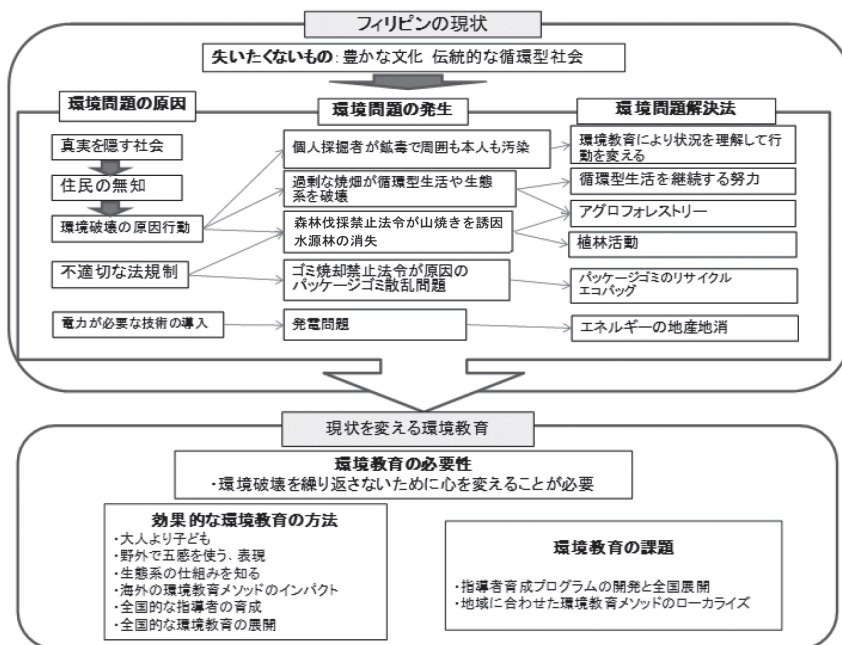 フィリピンの現状
失いたくないもの：豊かな文化 伝統的な循環型社会
環境問題の原因
真実を隠す社会
住民の無知
環境破壊の原因行動
不適切な法規制
電力が必要な技術の導入
環境問題の発生
個人採掘者が鉱毒で周囲も本人も汚染
過剰な焼畑が循環型生活や生態
系を破壊
森林伐採禁止法令が山焼きを誘因
水源林の消失
ゴミ焼却禁止法令が原因の
パッケージゴミ散乱問題
発電問題
環境問題解決法
環境教育により状況を理解して行
動を変える
循環型生活を継続する努力
アグロフォレストリー
植林活動
パッケージゴミのリサイクル
エコバッグ
エネルギーの地産地消
現状を変える環境教育
環境教育の必要性
・環境破壊を繰り返さないために心を変えることが必要
効果的な環境教育の方法
・大人より子ども
・野外で五感を使う、表現
・生態系の仕組みを知る
・海外の環境教育メソッドのインパクト
・全国的な指導者の育成
・全国的な環境教育の展開
環境教育の課題
・指導者育成プログラムの開発と全国展開
・地域に合わせた環境教育メソッドのローカライズ